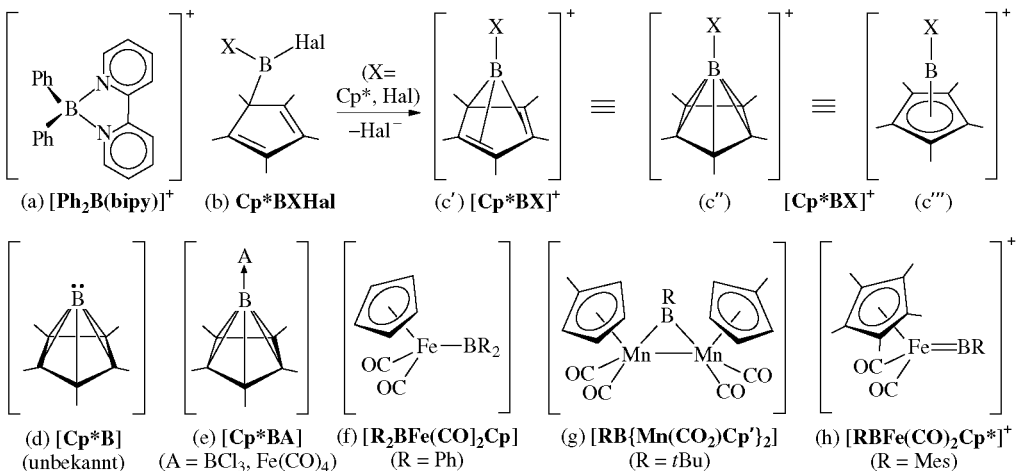 +
X Hal
B
Ph
Ph
B
N
N
(X=
Cp*, Hal)
–Hal⁻
X
B
+
≡
X
B
≡
X
B
+
(a) [Ph₂B(bipy)]⁺
(b) Cp*BXHal
(c′) [Cp*BX]⁺
(c″)
[Cp*BX]⁺
(c‴)
B
A
B
Fe
BR₂
OC
OC
R
B
Mn
Mn
OC
OC
CO
CO
+
Fe
BR
OC
OC
(d) [Cp*B]
(e) [Cp*BA]
(f) [R₂BFe(CO]₂Cp]
(g) [RB{Mn(CO₂)Cp′}₂]
(h) [RBFe(CO)₂Cp*]⁺
(unbekannt)
(A = BCl₃, Fe(CO)₄)
(R = Ph)
(R = tBu)
(R = Mes)